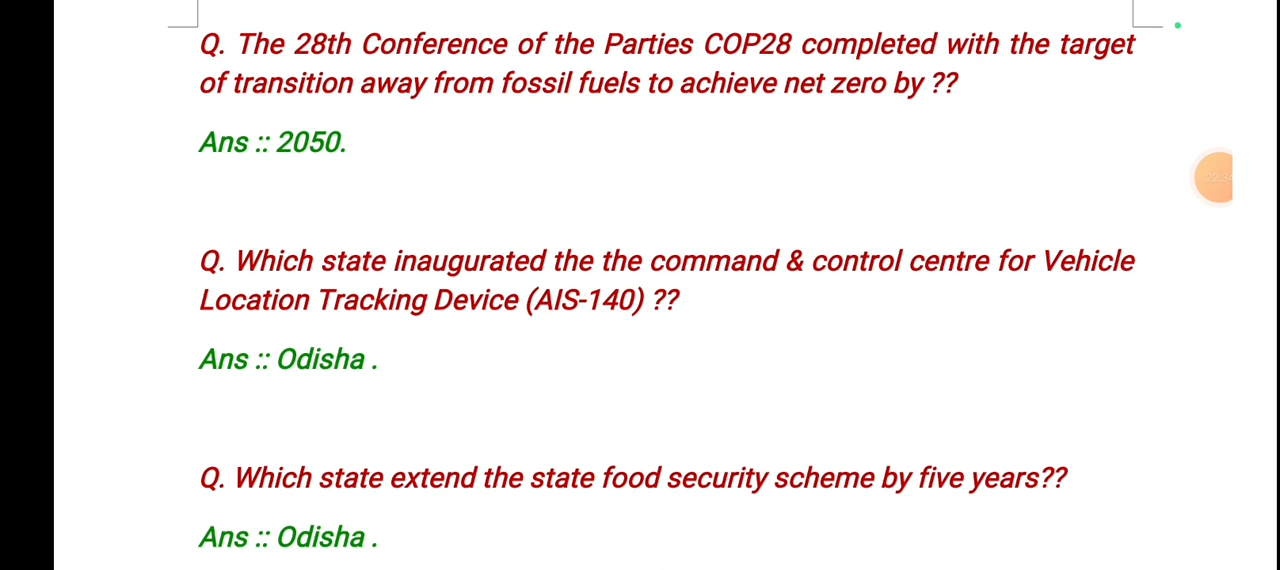 Q. The 28th Conference of the Parties COP28 completed with the target
of transition away from fossil fuels to achieve net zero by ??
Ans :: 2050.
Q. Which state inaugurated the the command & control centre for Vehicle
Location Tracking Device (AIS-140) ??
Ans :: Odisha .
Q. Which state extend the state food security scheme by five years??
Ans :: Odisha .